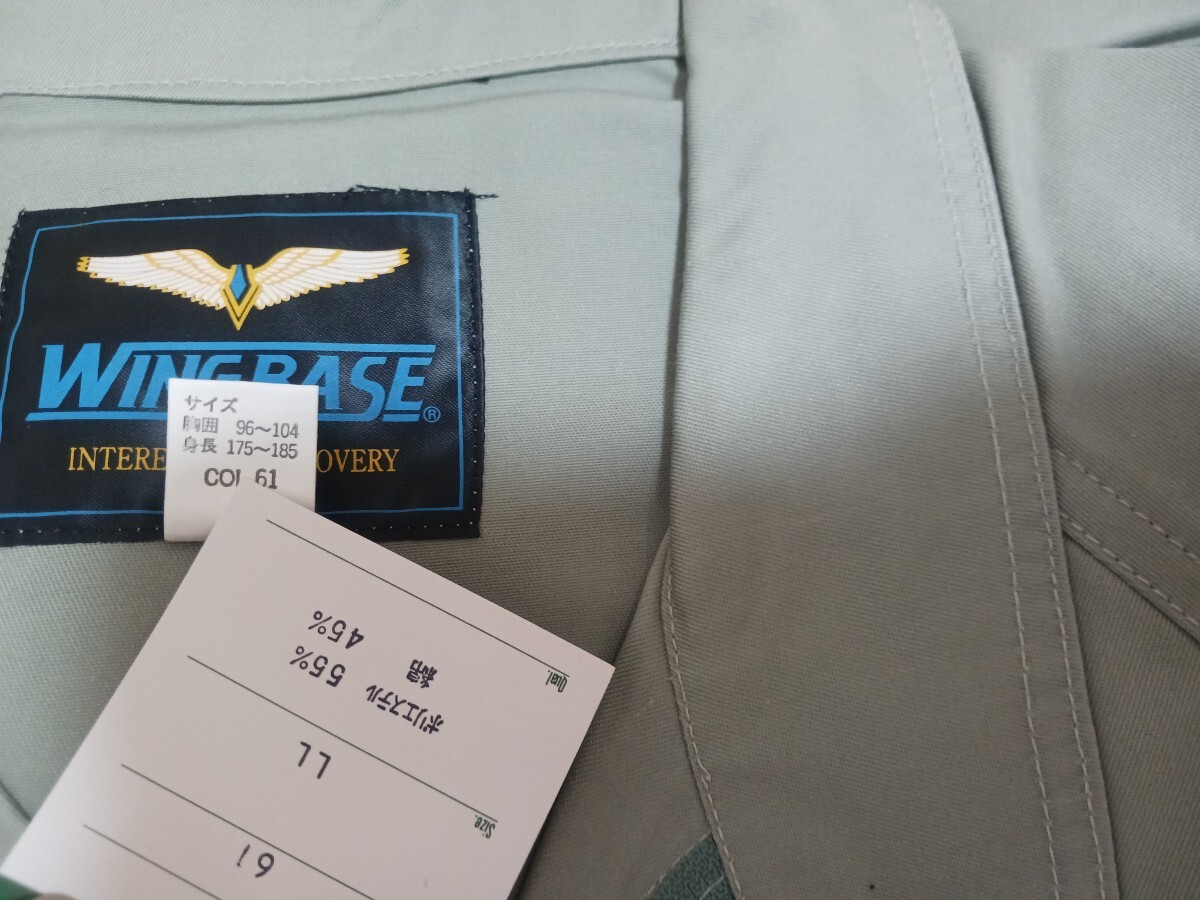 WINGBASE®
サイズ
胸囲 96～104
身長 175～185
COL 61
INTERE
OVERY
Qual.
ポリエステル 55%
綿 45%
LL
Size.
61